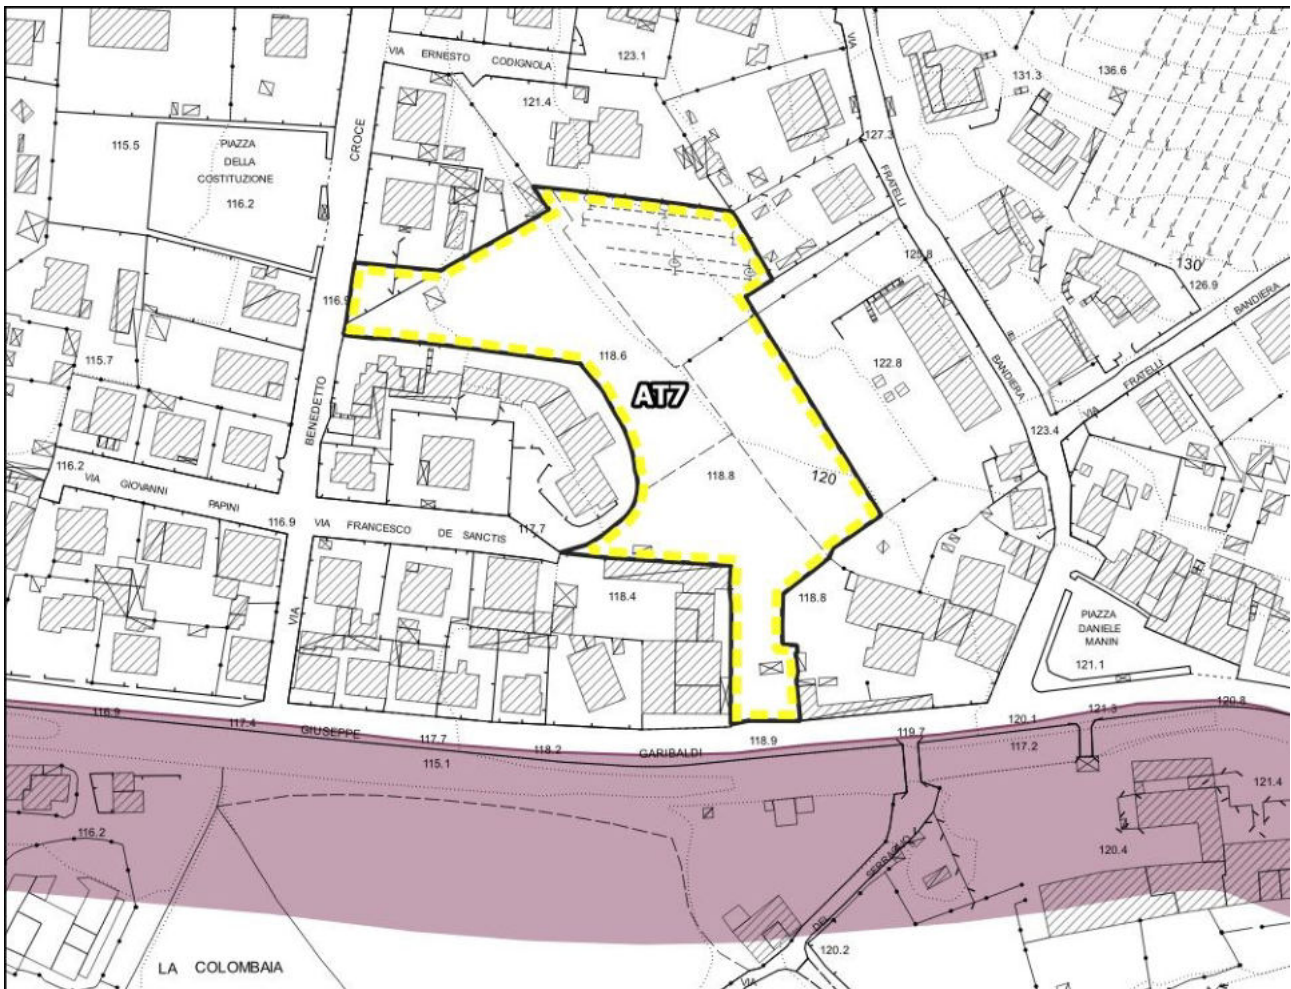 VIA ERNESTO CODIGNOLA
123.1
VIA
131.3
136.6
121.4
127.3
115.5
PIAZZA
DELLA
COSTITUZIONE
116.2
CROCE
FRATELLI
125.8
130
126.9
BANDIERA
116.9
115.7
118.6
122.8
AT7
BANDIERA
FRATELLI
VIA
BENEDETTO
123.4
116.2
VIA GIOVANNI PAPINI
118.8
120
116.9
VIA FRANCESCO DE SANCTIS
117.7
118.4
118.8
PIAZZA
DANIELE
MANIN
121.1
VIA
116.9
117.4
GIUSEPPE
117.7
118.2
GARIBALDI
118.9
119.7
120.1
121.3
120.8
115.1
117.2
121.4
116.2
120.4
SERRAGLIO
DEL
VIA
120.2
LA COLOMBAIA